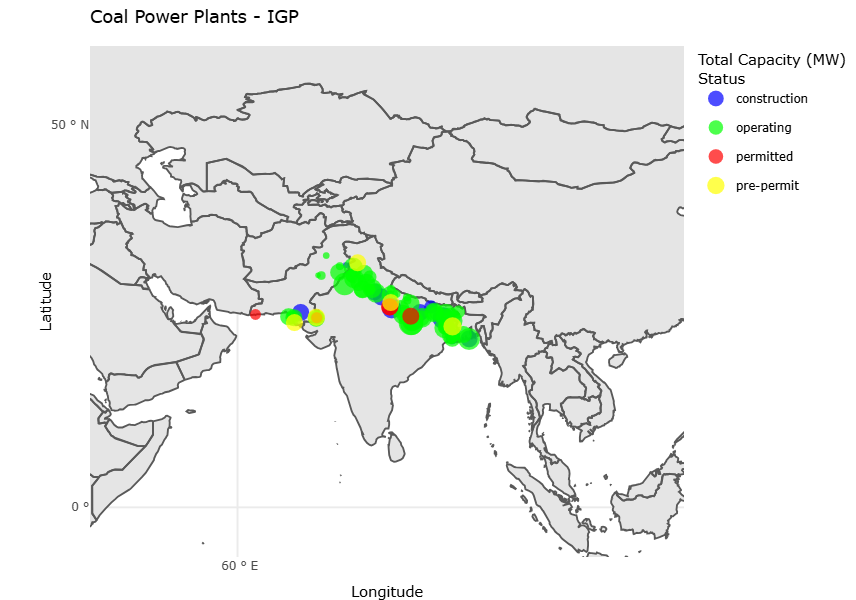 Coal Power Plants - IGP
Total Capacity (MW)
Status
construction
operating
permitted
pre-permit
50 ° N
0 °
60 ° E
Latitude
Longitude